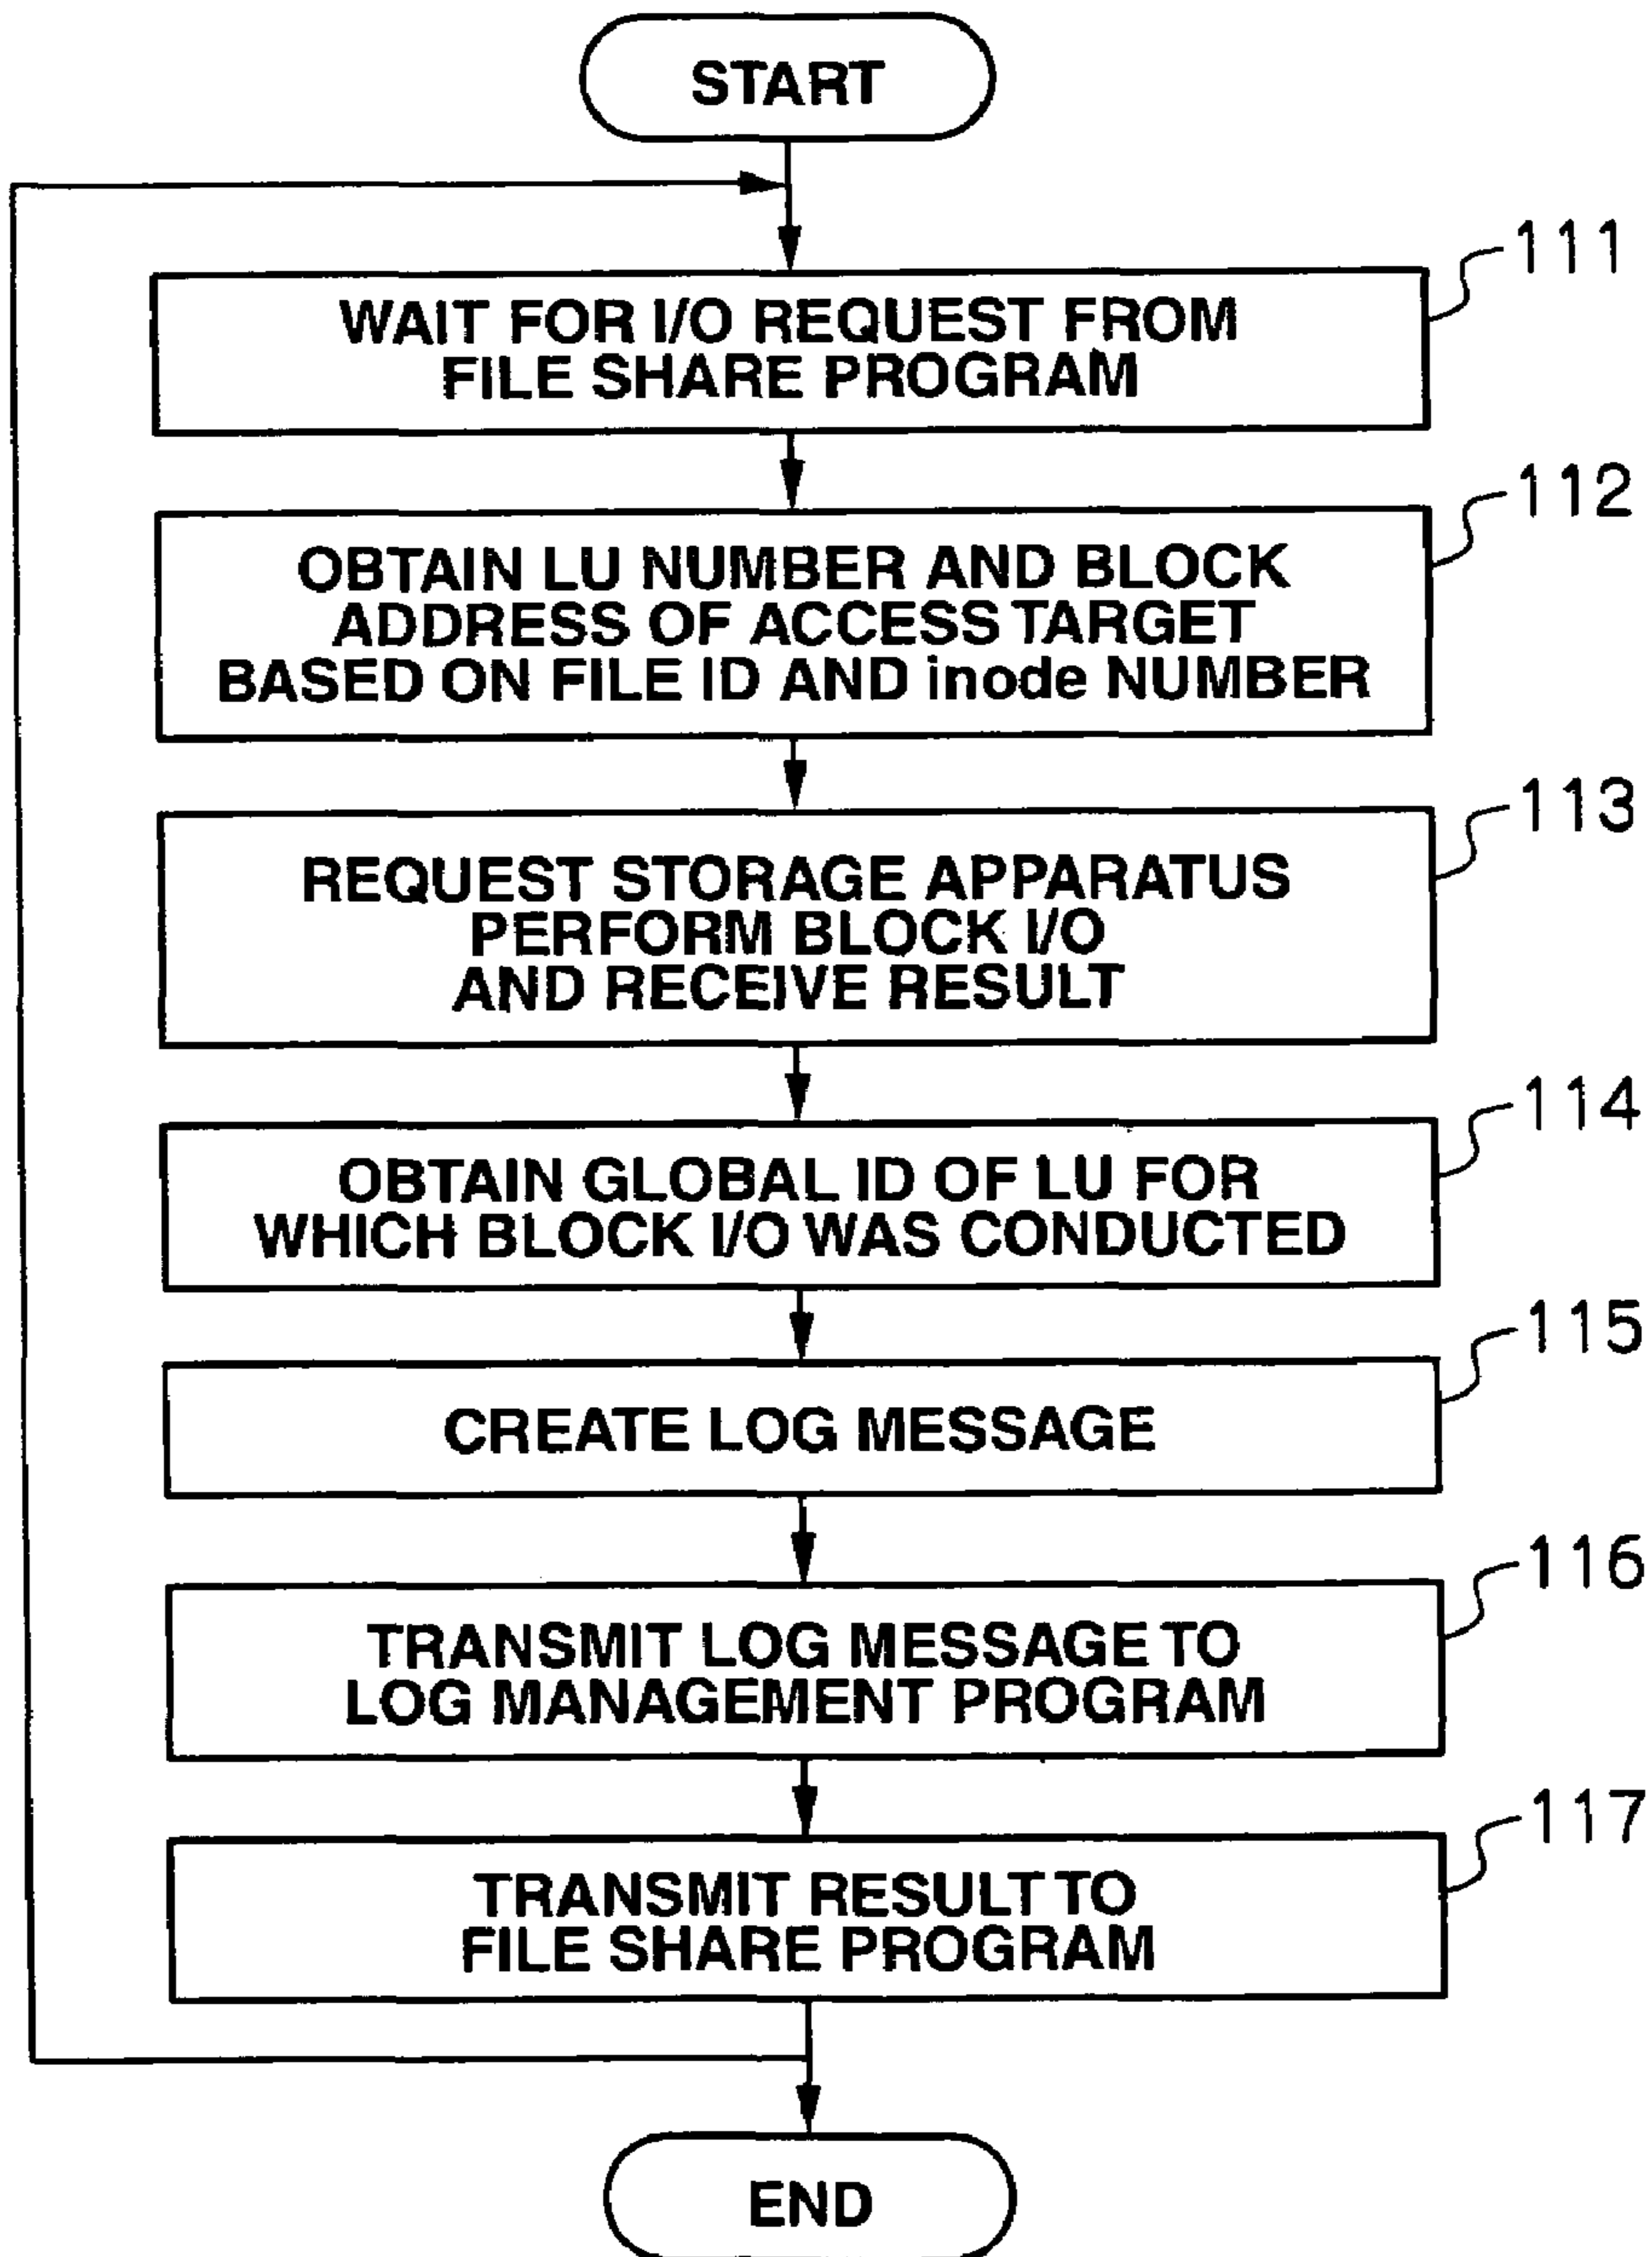 START
111
WAIT FOR I/O REQUEST FROM
FILE SHARE PROGRAM
112
OBTAIN LU NUMBER AND BLOCK
ADDRESS OF ACCESS TARGET
BASED ON FILE ID AND inode NUMBER
113
REQUEST STORAGE APPARATUS
PERFORM BLOCK I/O
AND RECEIVE RESULT
114
OBTAIN GLOBAL ID OF LU FOR
WHICH BLOCK I/O WAS CONDUCTED
115
CREATE LOG MESSAGE
116
TRANSMIT LOG MESSAGE TO
LOG MANAGEMENT PROGRAM
117
TRANSMIT RESULT TO
FILE SHARE PROGRAM
END